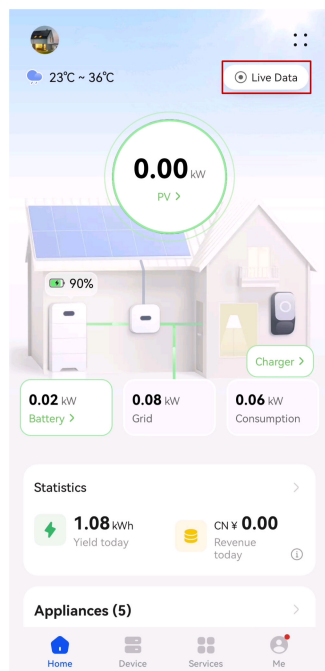 23℃ ~ 36℃
Live Data
0.00 kW
PV >
90%
Charger >
0.02 kW
Battery >
0.08 kW
Grid
0.06 kW
Consumption
Statistics >
1.08 kWh
Yield today
CN ¥ 0.00
Revenue
today
Appliances (5) >
Home
Device
Services
Me